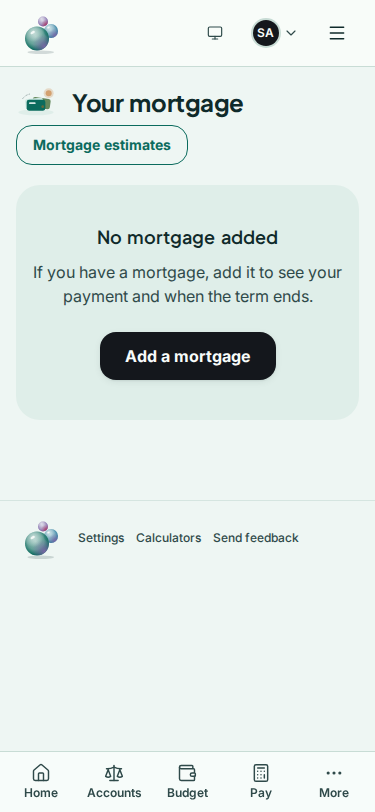 SA
Your mortgage
Mortgage estimates
No mortgage added
If you have a mortgage, add it to see your
payment and when the term ends.
Add a mortgage
Settings Calculators Send feedback
Home Accounts Budget Pay More